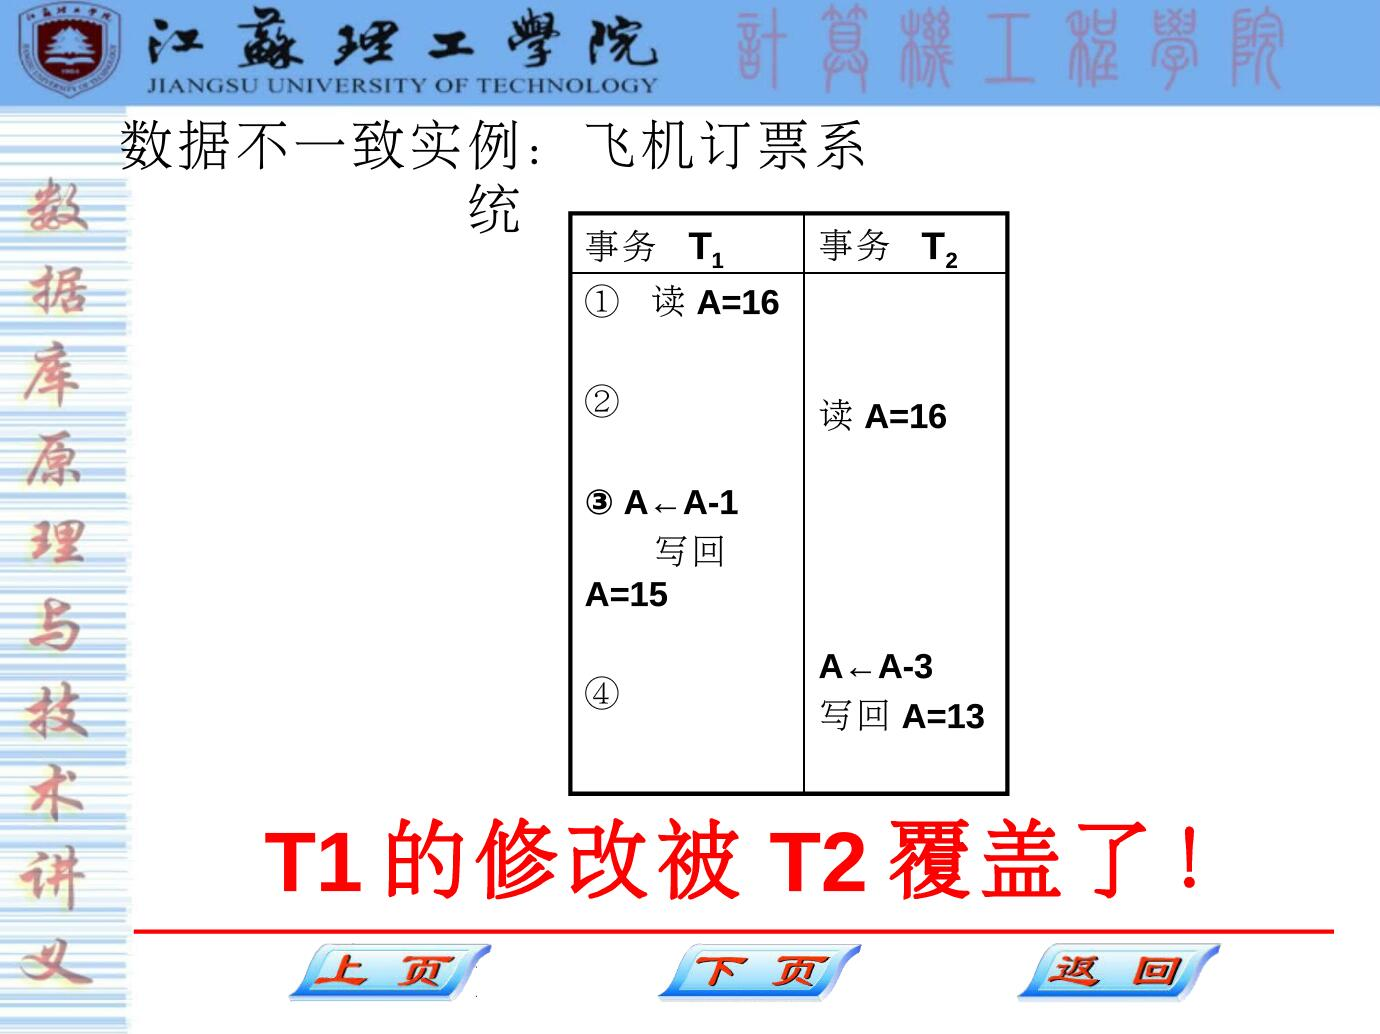 江蘇理工學院
JIANGSU UNIVERSITY OF TECHNOLOGY
計算機工程學院
数据不一致实例： 飞机订票系
统
数
据
库
原
理
与
技
术
讲
义
事务 T1
事务 T2
① 读 A=16
②
读 A=16
③ A←A-1
写回
A=15
A←A-3
④
写回 A=13
T1 的修改被 T2 覆盖了！
上 页
下 页
返 回